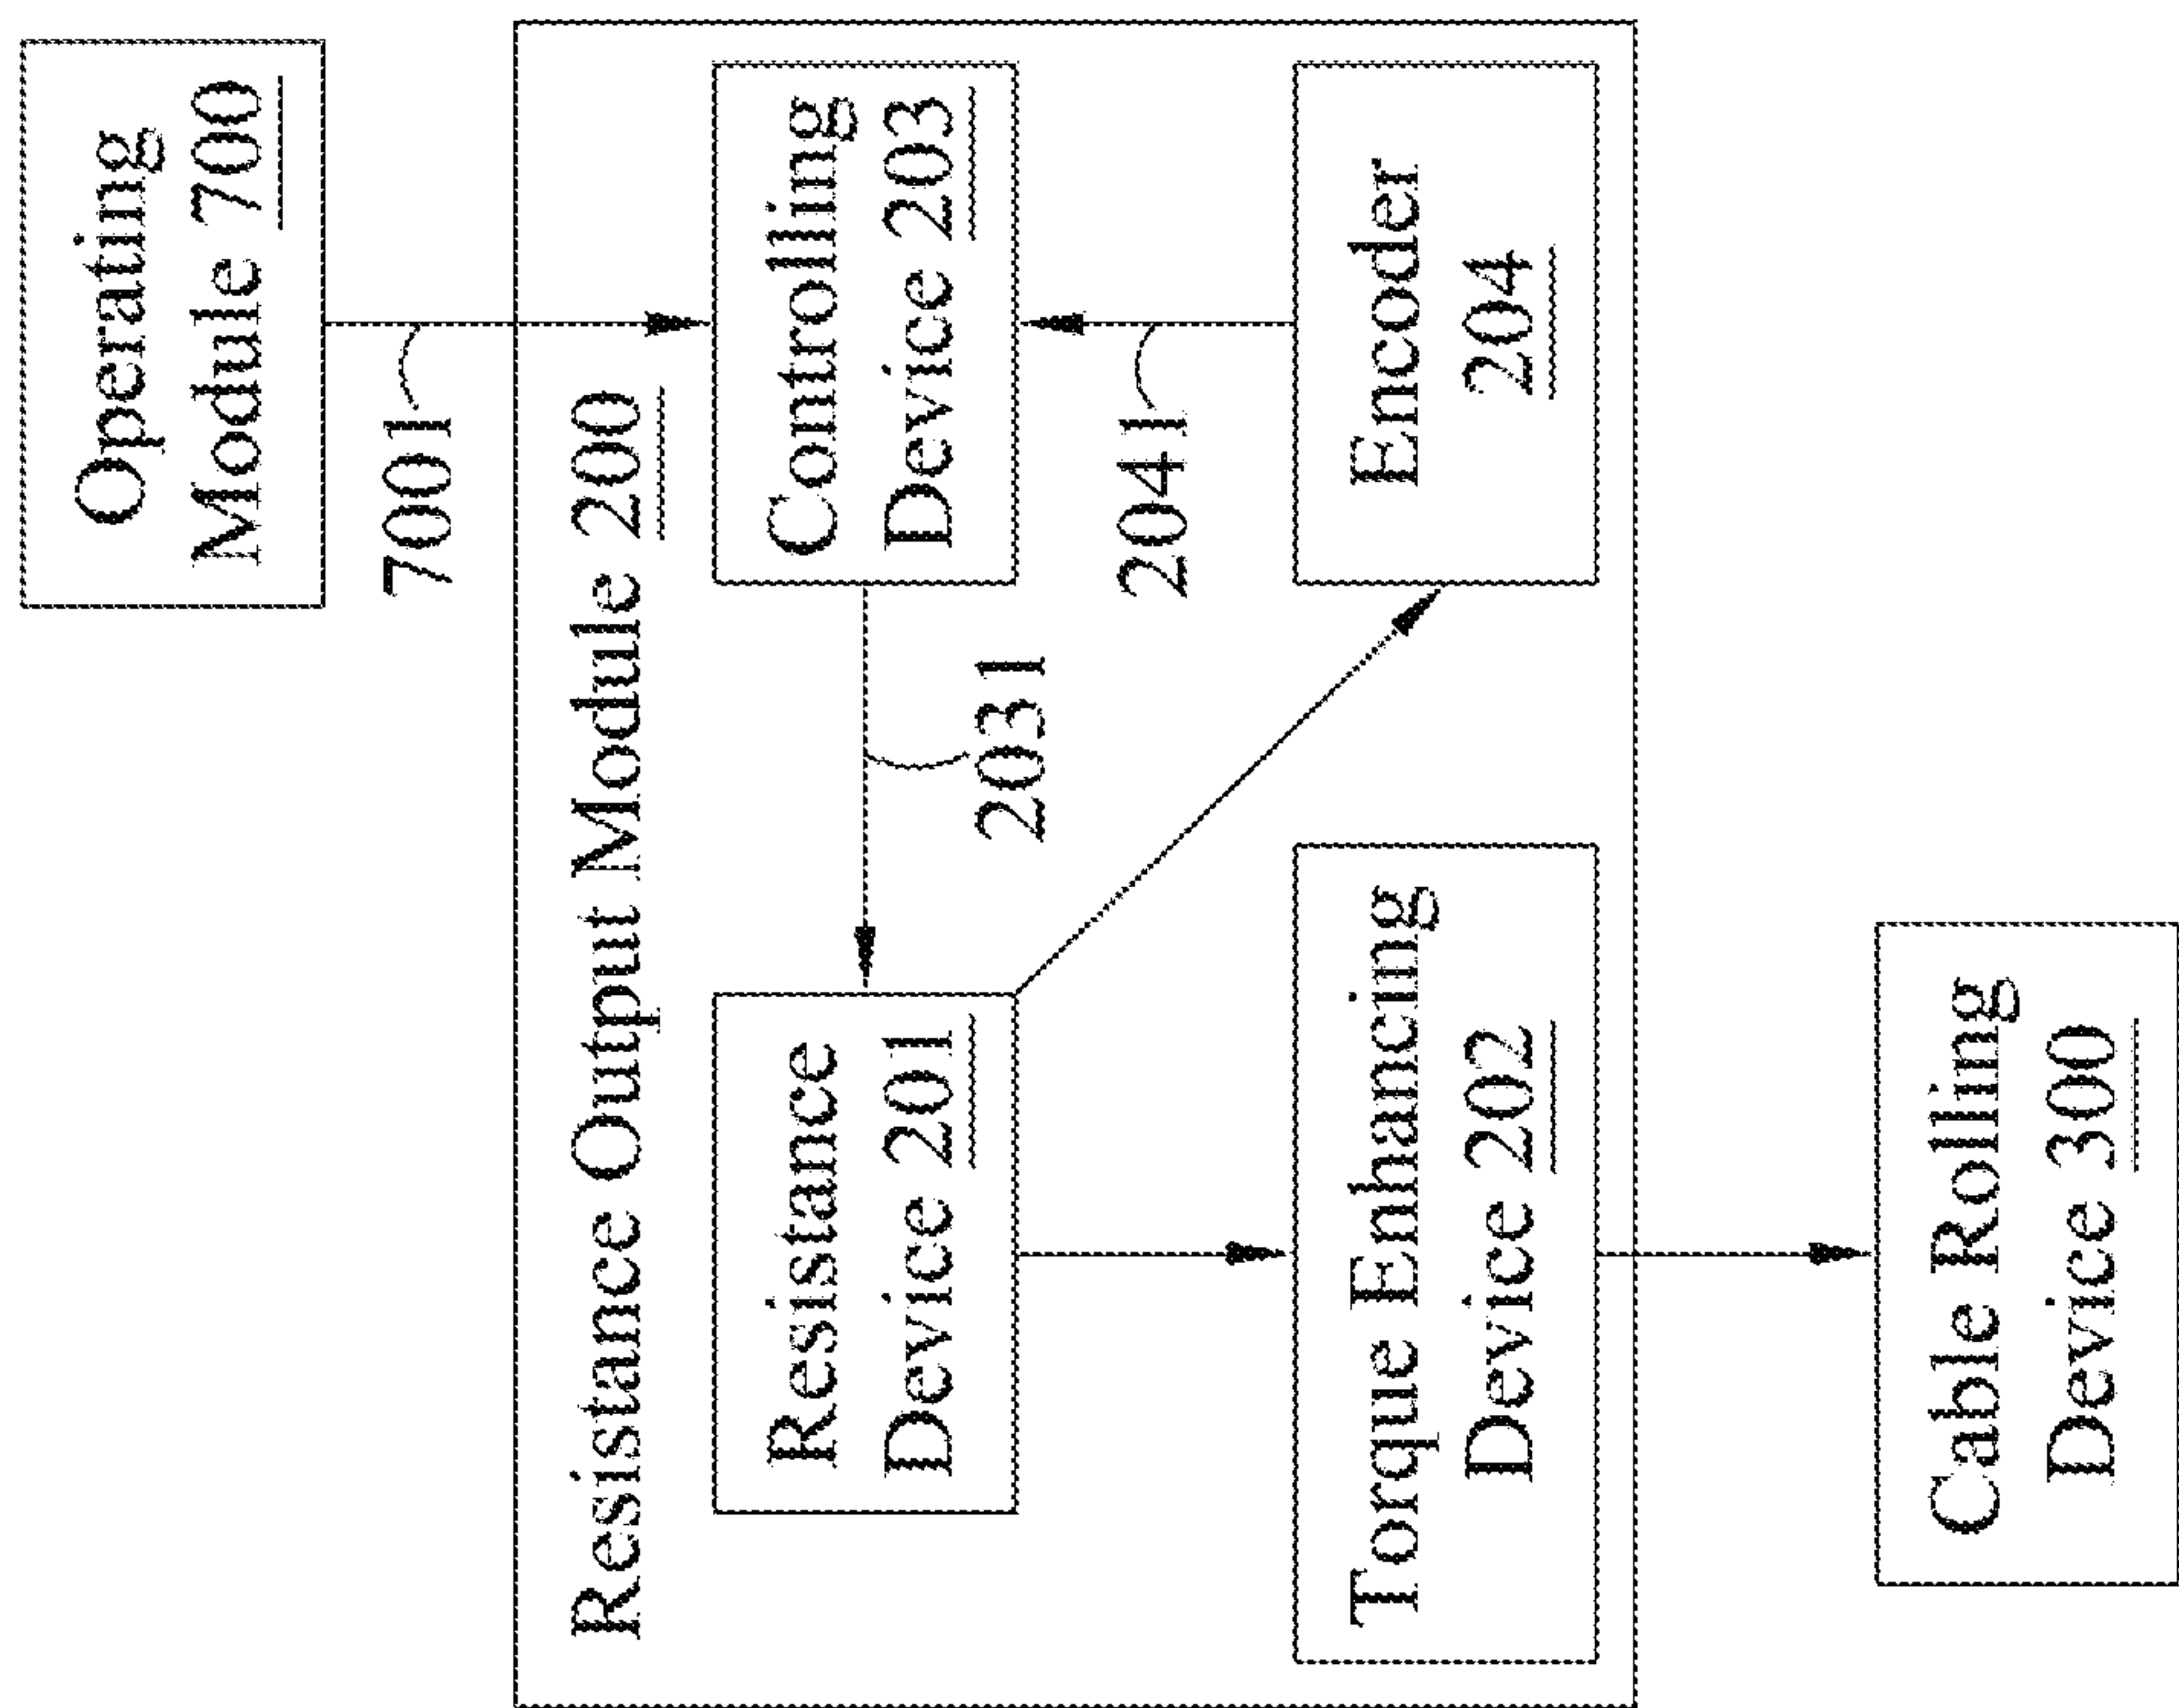 Operating
Module 700
7001
Resistance Output Module 200
Resistance
Device 201
Controlling
Device 203
2031
2041
Torque Enhancing
Device 202
Encoder
204
Cable Rolling
Device 300